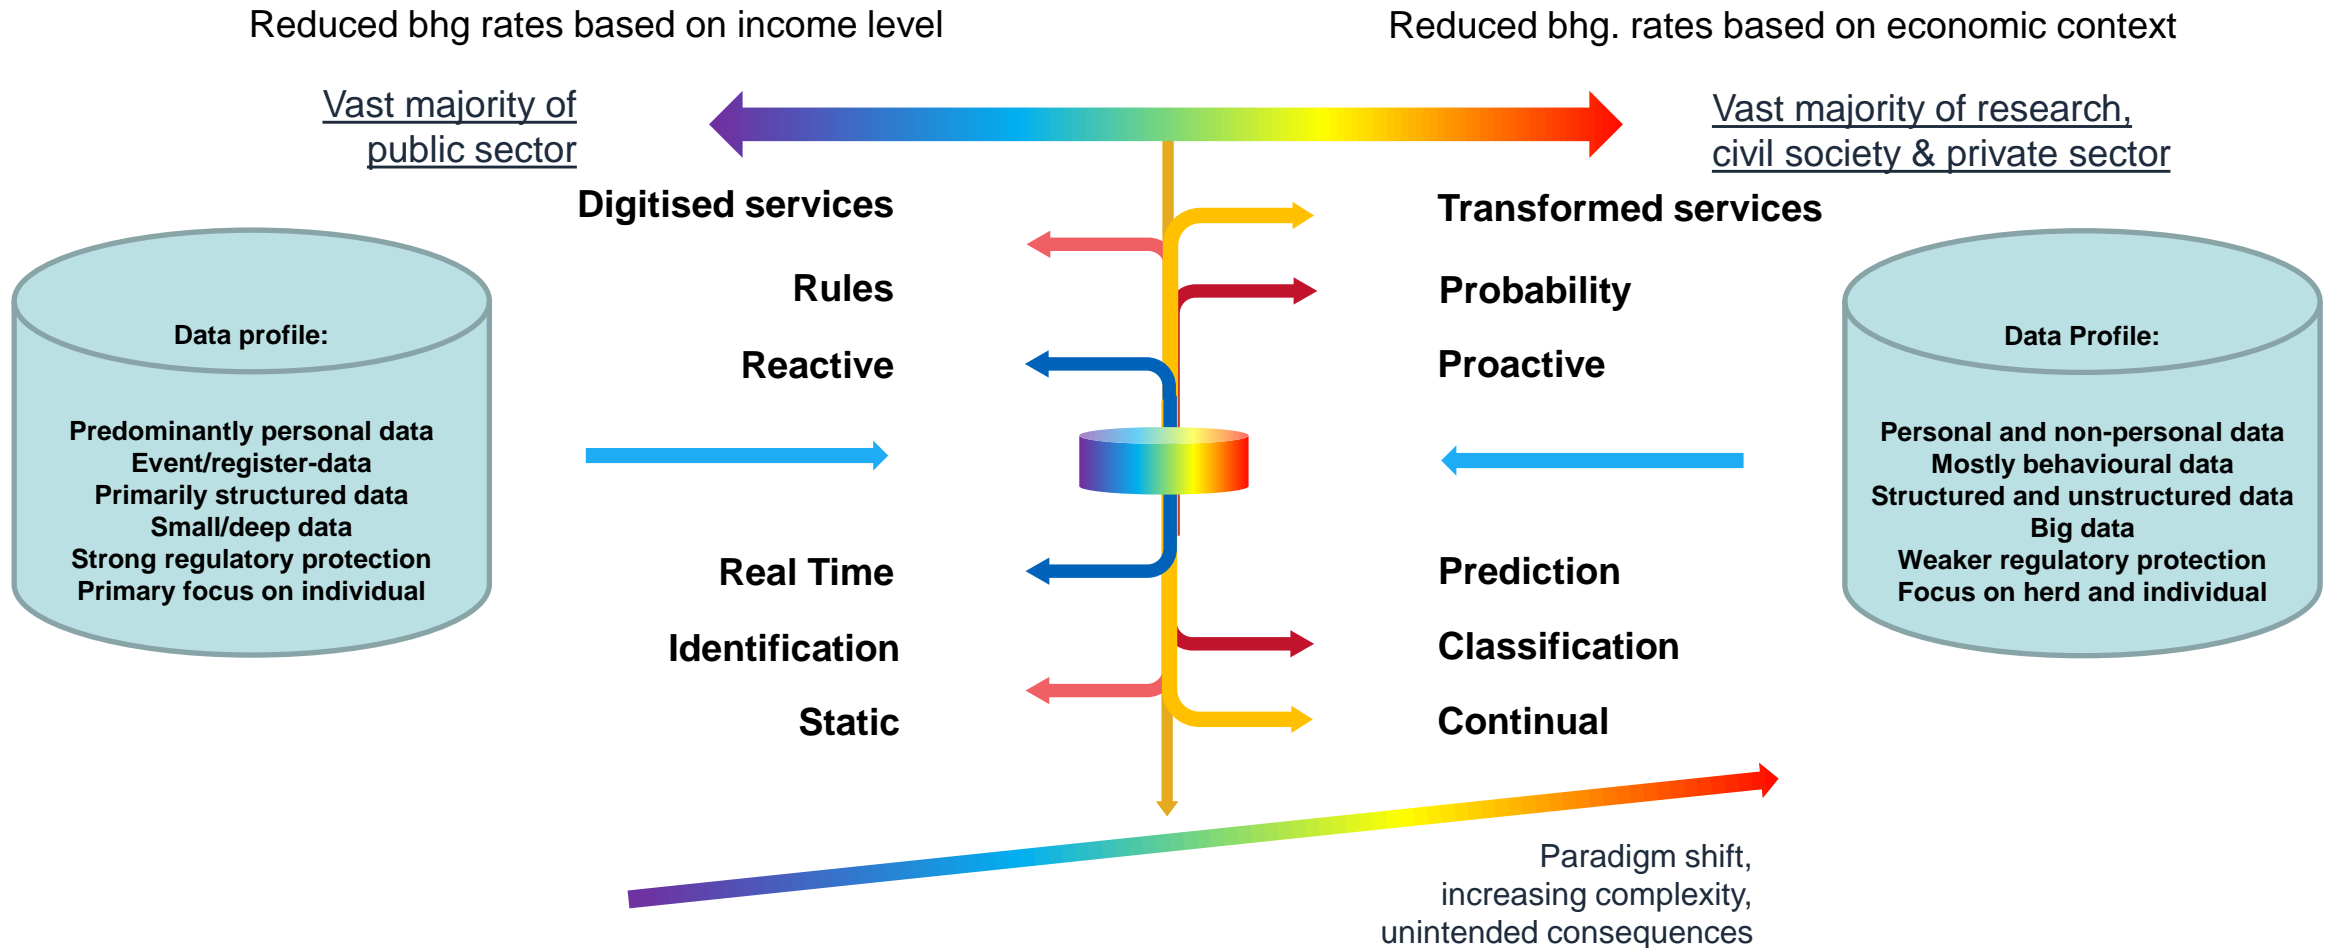 Reduced bhg rates based on income level
Reduced bhg. rates based on economic context
Vast majority of
public sector
Vast majority of research,
civil society & private sector
Digitised services
Transformed services
Rules
Probability
Reactive
Proactive
Data profile:
Predominantly personal data
Event/register-data
Primarily structured data
Small/deep data
Strong regulatory protection
Primary focus on individual
Data Profile:
Personal and non-personal data
Mostly behavioural data
Structured and unstructured data
Big data
Weaker regulatory protection
Focus on herd and individual
Real Time
Prediction
Identification
Classification
Static
Continual
Paradigm shift,
increasing complexity,
unintended consequences